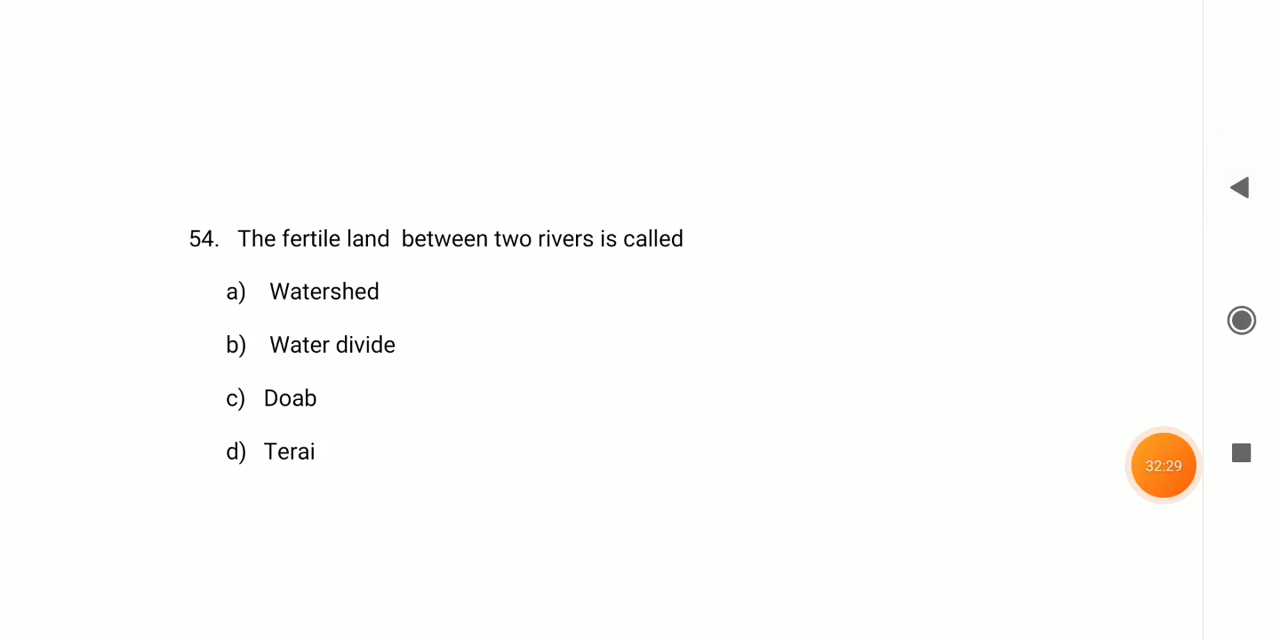 54. The fertile land between two rivers is called
a) Watershed
b) Water divide
c) Doab
d) Terai
32:29